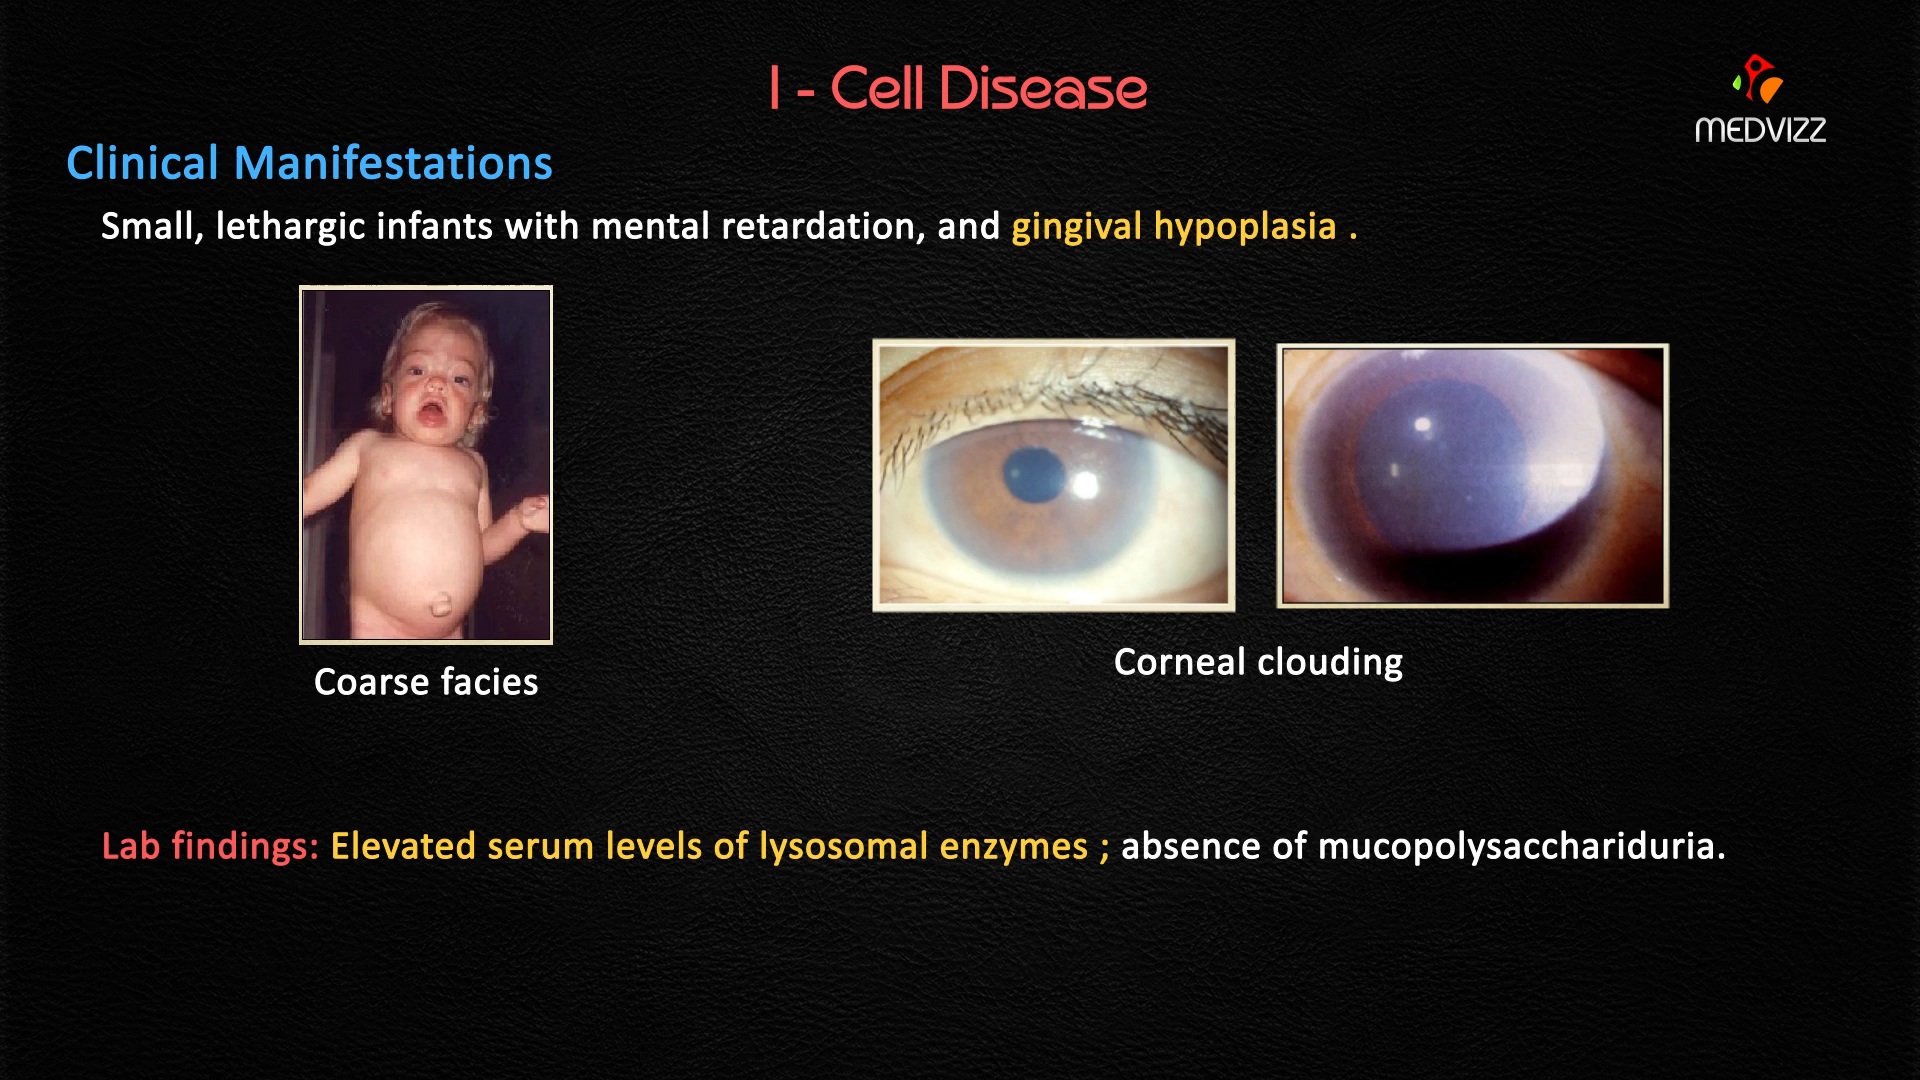 I - Cell Disease
MEDVIZZ
Clinical Manifestations
Small, lethargic infants with mental retardation, and gingival hypoplasia .
Coarse facies
Corneal clouding
Lab findings: Elevated serum levels of lysosomal enzymes ; absence of mucopolysacchariduria.